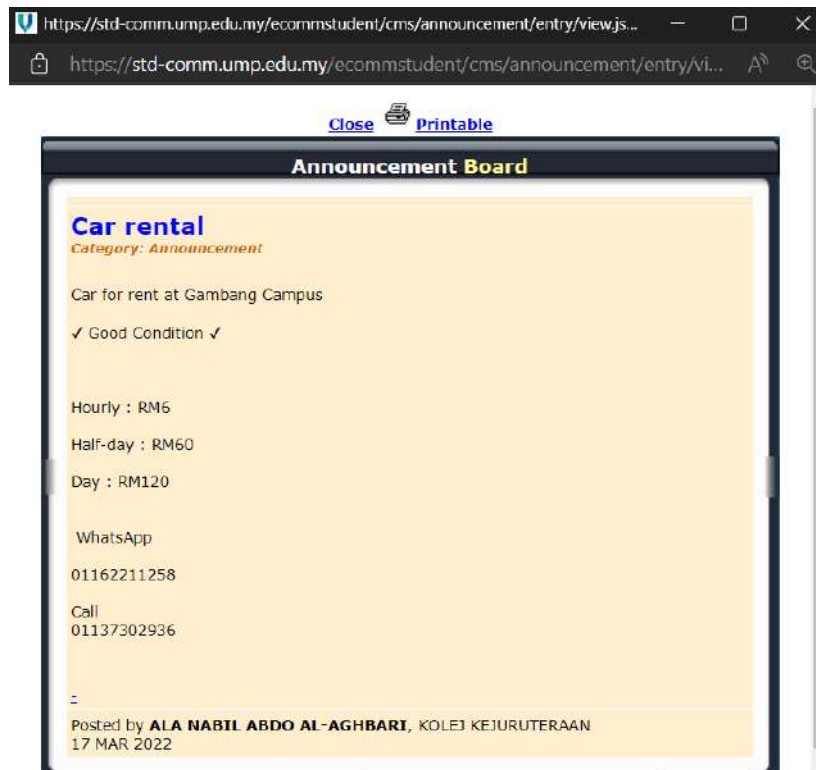 https://std-comm.ump.edu.my/ecommstudent/cms/announcement/entry/view.js...
https://std-comm.ump.edu.my/ecommstudent/cms/announcement/entry/vi...
Close Printable
Announcement Board
Car rental
Category: Announcement
Car for rent at Gambang Campus
✓ Good Condition ✓
Hourly : RM6
Half-day : RM60
Day : RM120
WhatsApp
01162211258
Call
01137302936
-
Posted by ALA NABIL ABDO AL-AGHBARI, KOLEJ KEJURUTERAAN
17 MAR 2022